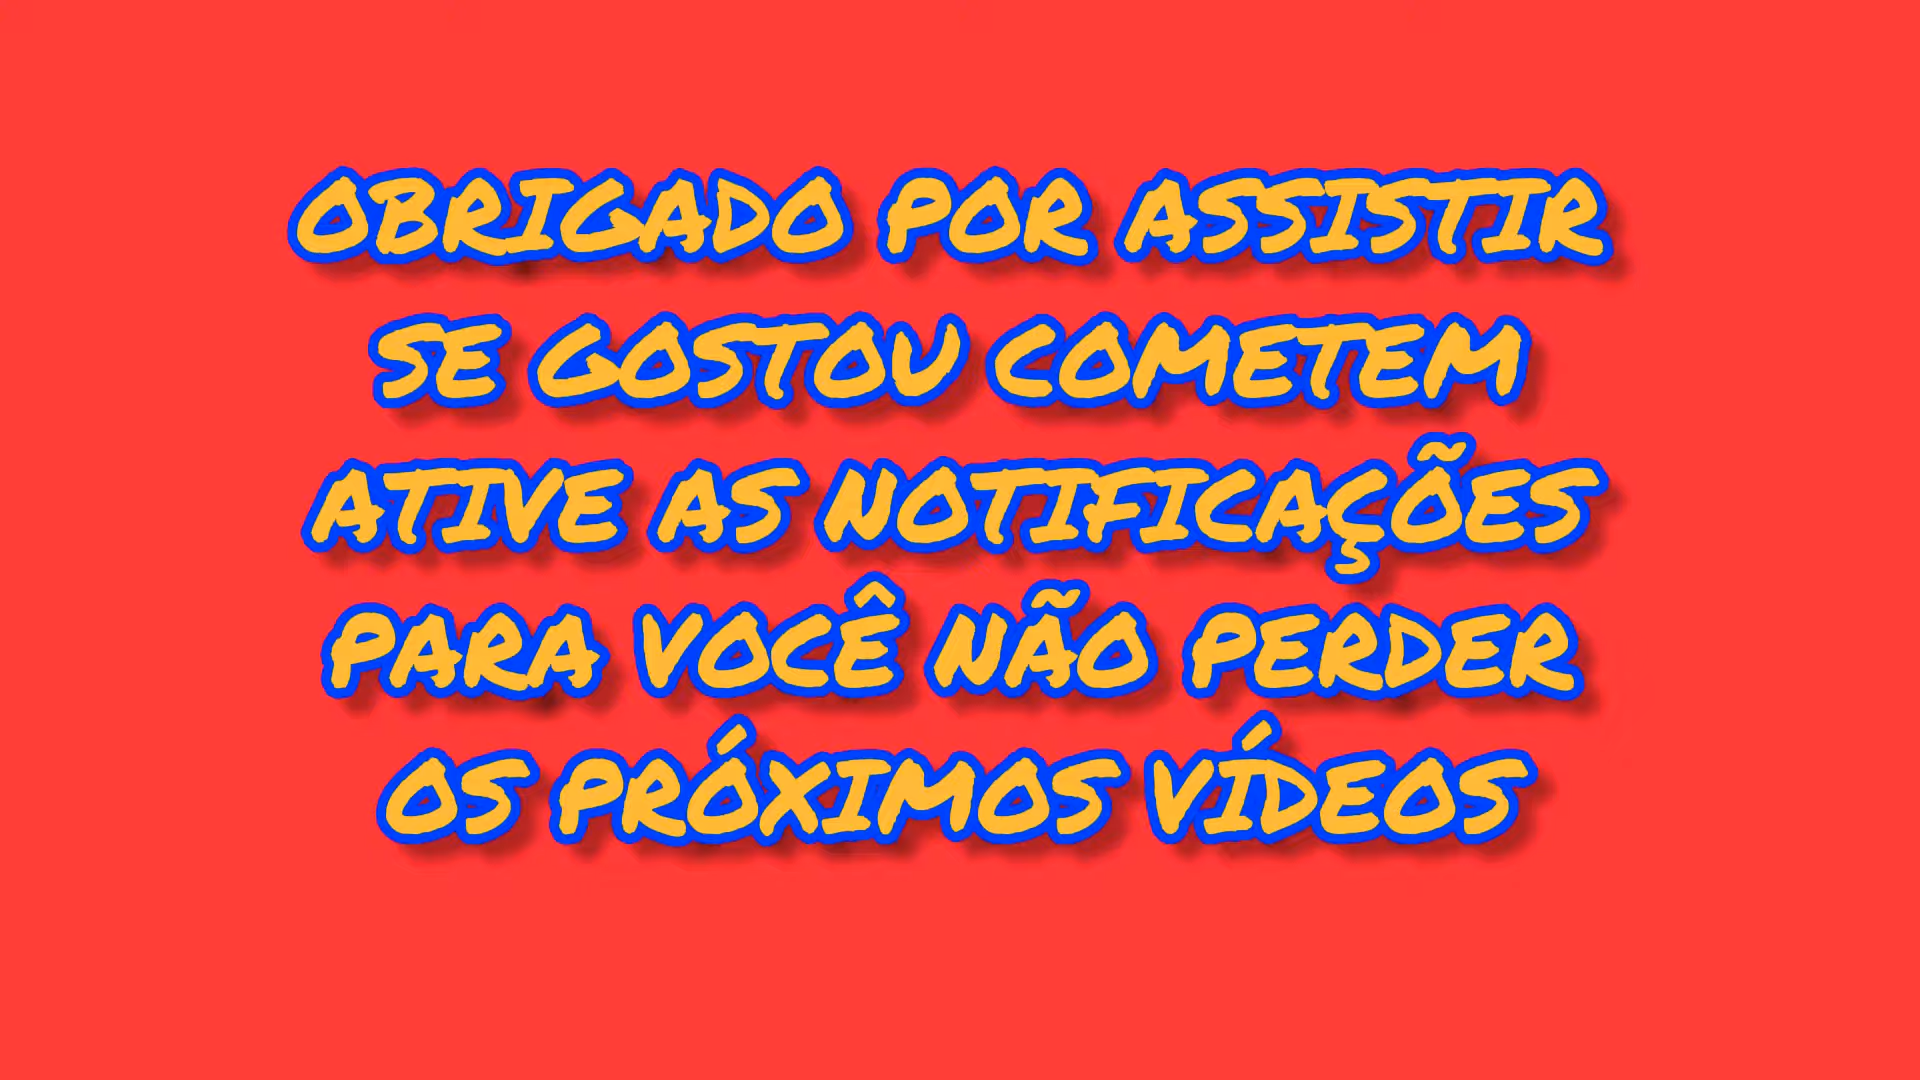 OBRIGADO POR ASSISTIR
SE GOSTOU COMETEM
ATIVE AS NOTIFICAÇÕES
PARA VOCÊ NÃO PERDER
OS PRÓXIMOS VÍDEOS